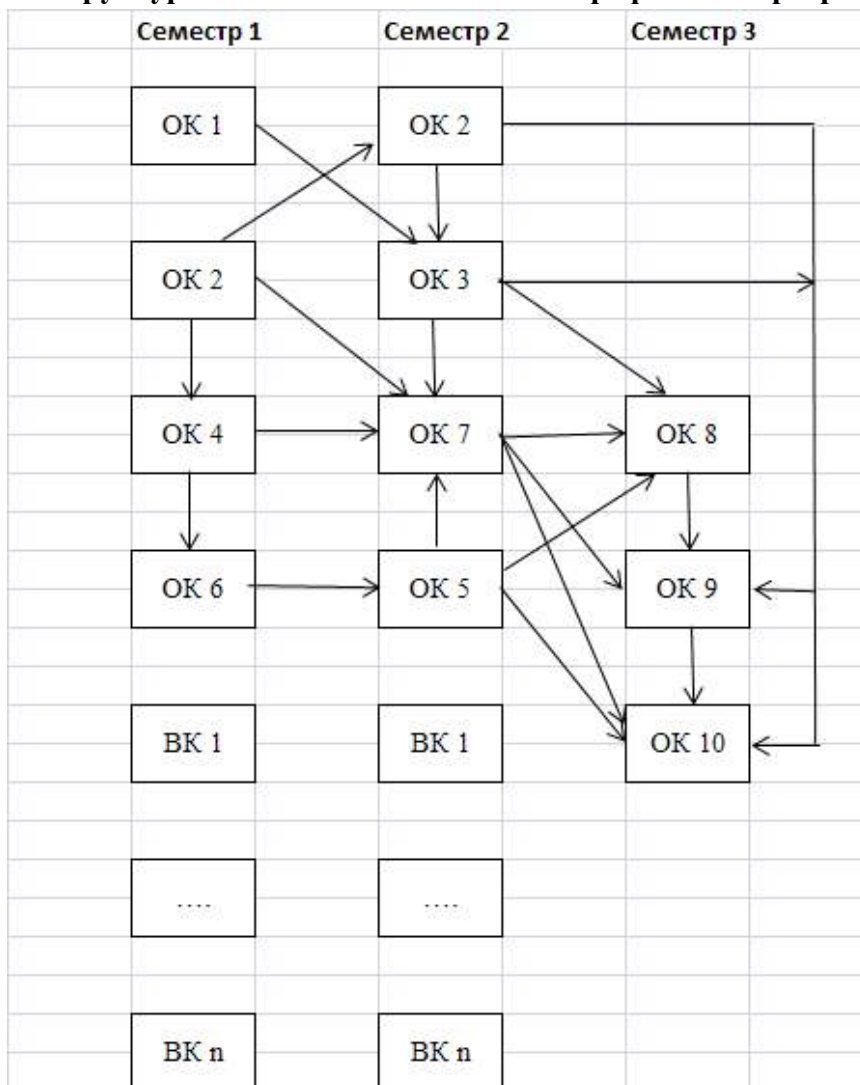 Семестр 1 Семестр 2 Семестр 3
ОК 1 ОК 2
ОК 2 ОК 3
ОК 4 ОК 7 ОК 8
ОК 6 ОК 5 ОК 9
ВК 1 ВК 1 ОК 10
.... ....
ВК n ВК n